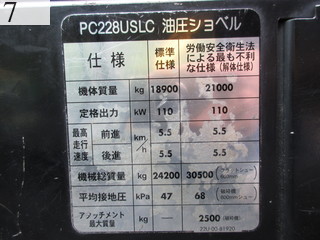 7
PC228USLC 油圧ショベル
仕様 標準仕様 労働安全衛生法による最も不利な仕様(解体仕様)
機体質量 kg 18900 21000
定格出力 kW 110 110
最高走行速度 前進 km/h 5.5 5.5
後進 5.5 5.5
機械総質量 kg 24200 30500
平均接地圧 kPa 47 68
アタッチメント最大質量 kg — 2500